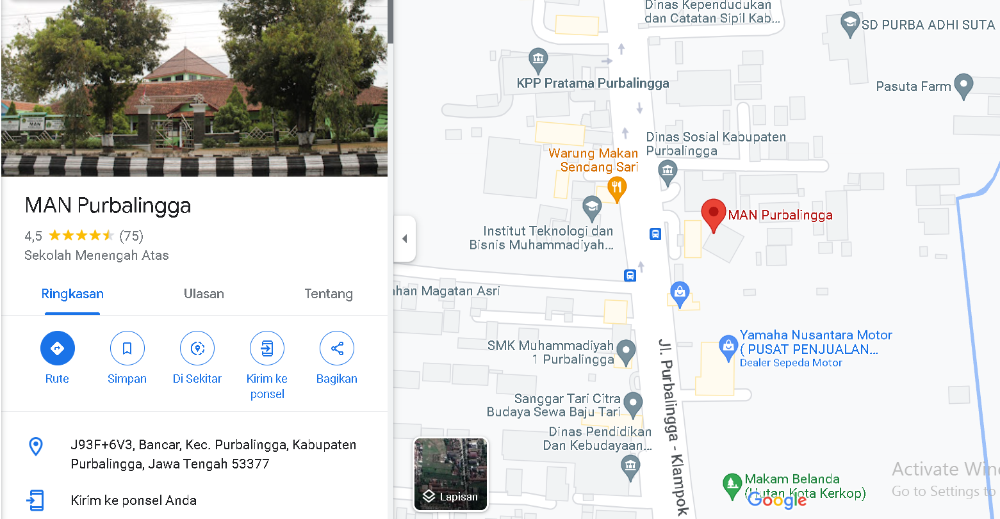 MAN
MAN Purbalingga
4,5 (75)
Sekolah Menengah Atas
Ringkasan
Ulasan
Tentang
Rute
Simpan
Di Sekitar
Kirim ke
ponsel
Bagikan
J93F+6V3, Bancar, Kec. Purbalingga, Kabupaten
Purbalingga, Jawa Tengah 53377
Kirim ke ponsel Anda
Dinas Kependudukan
dan Catatan Sipil Kab...
SD PURBA ADHI SUTA
KPP Pratama Purbalingga
Pasuta Farm
Dinas Sosial Kabupaten
Purbalingga
Warung Makan
Sendang Sari
MAN Purbalingga
Institut Teknologi dan
Bisnis Muhammadiyah...
han Magatan Asri
Yamaha Nusantara Motor
( PUSAT PENJUALAN...
Dealer Sepeda Motor
SMK Muhammadiyah
1 Purbalingga
Jl. Purbalingga - Klampok
Sanggar Tari Citra
Budaya Sewa Baju Tari
Dinas Pendidikan
Dan Kebudayaan...
Lapisan
Makam Belanda
(Hutan Kota Kerkop)
Google
Activate Win
Go to Settings to